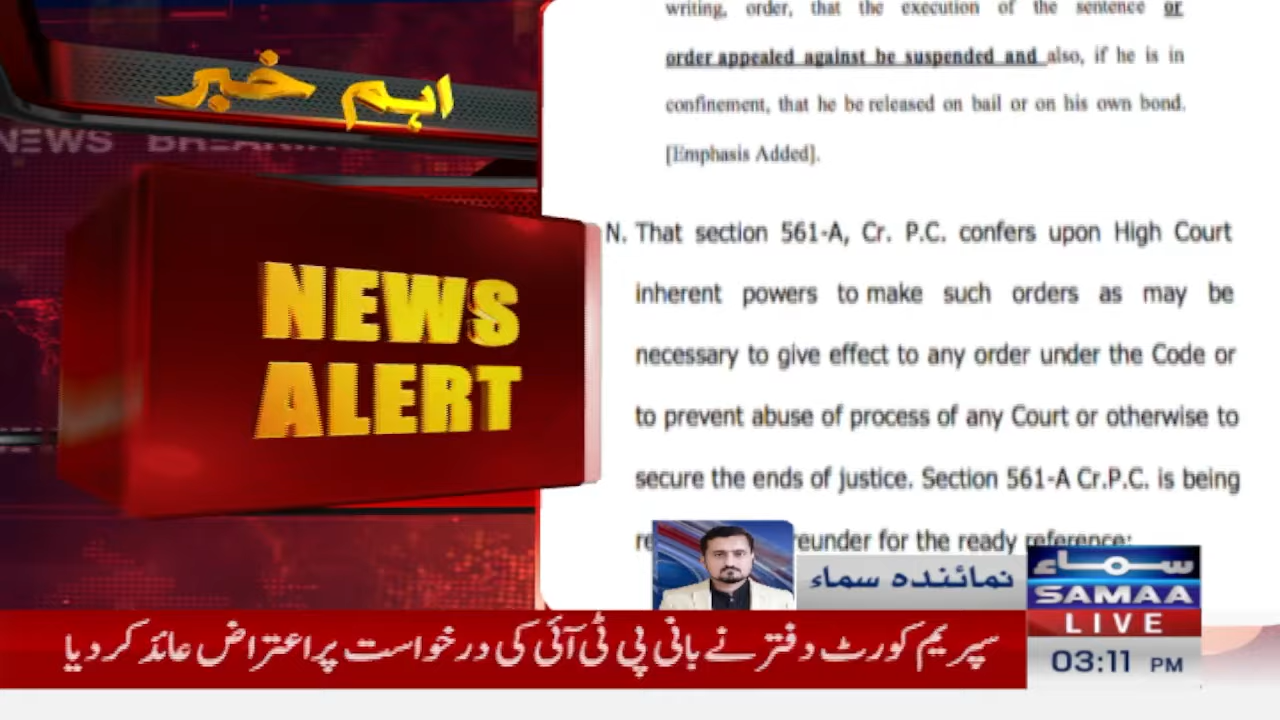 اہم خبر
NEWS
NEWS
ALERT
writing, order, that the execution of the sentence or
order appealed against be suspended and also, if he is in
confinement, that he be released on bail or on his own bond.
[Emphasis Added].
N. That section 561-A, Cr. P.C. confers upon High Court
inherent powers to make such orders as may be
necessary to give effect to any order under the Code or
to prevent abuse of process of any Court or otherwise to
secure the ends of justice. Section 561-A Cr.P.C. is being
reunder for the ready reference:
نمائندہ سماء
سماء
SAMAA
LIVE
03:11 PM
سپریم کورٹ دفتر نے بانی پی ٹی آئی کی درخواست پر اعتراض عائد کر دیا